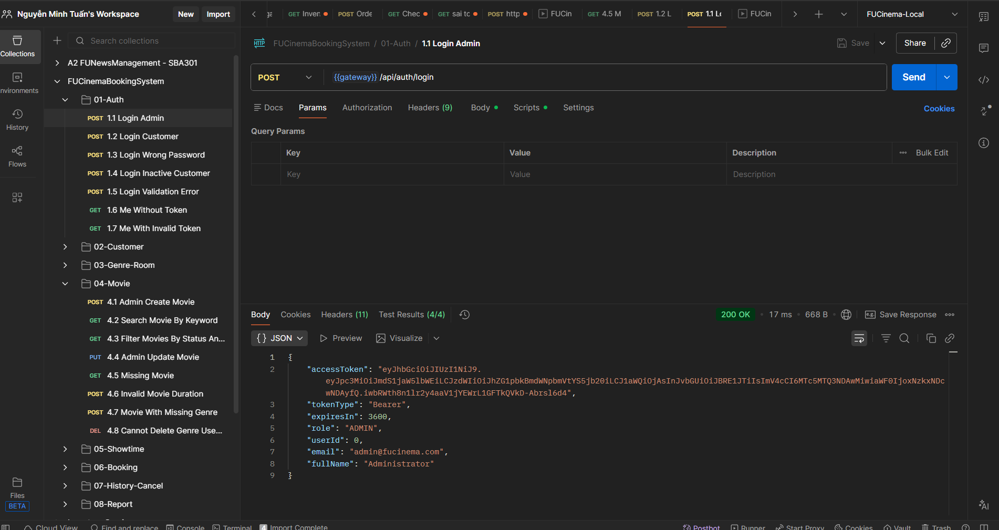 Nguyễn Minh Tuấn's Workspace
New
Import
GET Inven
POST Orde
GET Chec
GET sai to
POST http
FUCin
GET 4.5 M
POST 1.2 L
POST 1.1 Lo
FUCin
FUCinema-Local
Collections
Search collections
FUCinemaBookingSystem / 01-Auth / 1.1 Login Admin
Save
Share
A2 FUNewsManagement - SBA301
FUCinemaBookingSystem
01-Auth
POST 1.1 Login Admin
POST 1.2 Login Customer
POST 1.3 Login Wrong Password
POST 1.4 Login Inactive Customer
POST 1.5 Login Validation Error
GET 1.6 Me Without Token
GET 1.7 Me With Invalid Token
02-Customer
03-Genre-Room
04-Movie
POST 4.1 Admin Create Movie
GET 4.2 Search Movie By Keyword
GET 4.3 Filter Movies By Status An...
PUT 4.4 Admin Update Movie
GET 4.5 Missing Movie
POST 4.6 Invalid Movie Duration
POST 4.7 Movie With Missing Genre
DEL 4.8 Cannot Delete Genre Use...
05-Showtime
06-Booking
07-History-Cancel
08-Report
nvironments
History
Flows
Files
BETA
POST
{{gateway}} /api/auth/login
Send
Docs
Params
Authorization
Headers (9)
Body
Scripts
Settings
Cookies
Query Params
Key
Value
Description
Bulk Edit
Key
Value
Description
Body
Cookies
Headers (11)
Test Results (4/4)
200 OK
17 ms
668 B
e.g.
Save Response
{} JSON
Preview
Visualize
1 {
2 "accessToken": "eyJhbGciOiJIUzI1NiJ9.
eyJpc3MiOiJmdS1jaW5lbWEiLCJzdWIiOiJhZG1pbkBmdWNpbmVtYS5jb20iLCJ1aWQiOjAsInJvbGUiOiJBRE1JTiIsImV4cCI6MTc5MTQ3NDAwMiwiaWF0IjoxNzkxNDc
wNDAyfQ.iwbRWth8n1lr2y4aaV1jYEWrL1GFTkQVkD-Abrsl6d4",
3 "tokenType": "Bearer",
4 "expiresIn": 3600,
5 "role": "ADMIN",
6 "userId": 0,
7 "email": "admin@fucinema.com",
8 "fullName": "Administrator"
9 }
AI
Cloud View
Find and replace
Console
Terminal
4 Import Complete
Postbot
Runner
Start Proxy
Cookies
Vault
Trash